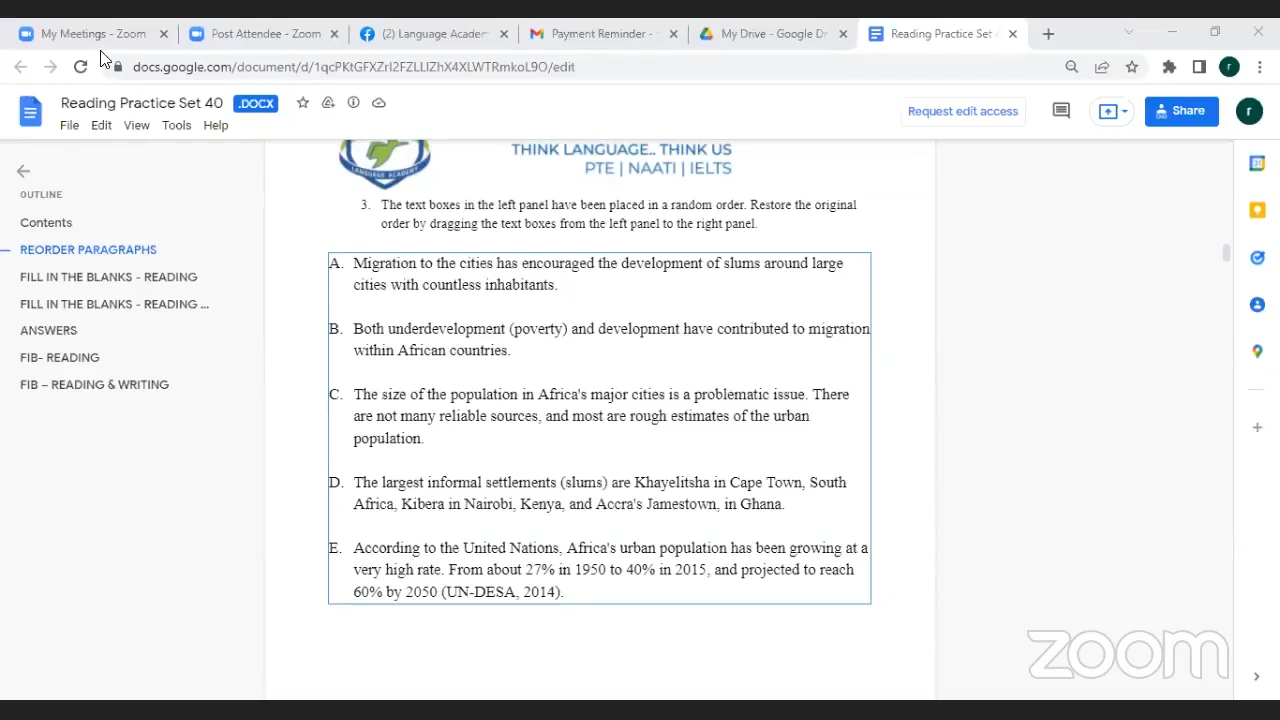 My Meetings - Zoom
Post Attendee - Zoom
(2) Language Acade
Payment Reminder -
My Drive - Google Dr
Reading Practice Set 4
docs.google.com/document/d/1qcPKtGFXZrI2FZLLIZhX4XLWTRmkoL9O/edit
r
Reading Practice Set 40 .DOCX
File Edit View Tools Help
Request edit access
Share
r
OUTLINE
Contents
REORDER PARAGRAPHS
FILL IN THE BLANKS - READING
FILL IN THE BLANKS - READING ...
ANSWERS
FIB- READING
FIB – READING & WRITING
LANGUAGE ACADEMY
THINK LANGUAGE.. THINK US
PTE | NAATI | IELTS
3. The text boxes in the left panel have been placed in a random order. Restore the original
order by dragging the text boxes from the left panel to the right panel.
A. Migration to the cities has encouraged the development of slums around large
cities with countless inhabitants.
B. Both underdevelopment (poverty) and development have contributed to migration
within African countries.
C. The size of the population in Africa's major cities is a problematic issue. There
are not many reliable sources, and most are rough estimates of the urban
population.
D. The largest informal settlements (slums) are Khayelitsha in Cape Town, South
Africa, Kibera in Nairobi, Kenya, and Accra's Jamestown, in Ghana.
E. According to the United Nations, Africa's urban population has been growing at a
very high rate. From about 27% in 1950 to 40% in 2015, and projected to reach
60% by 2050 (UN-DESA, 2014).
zoom